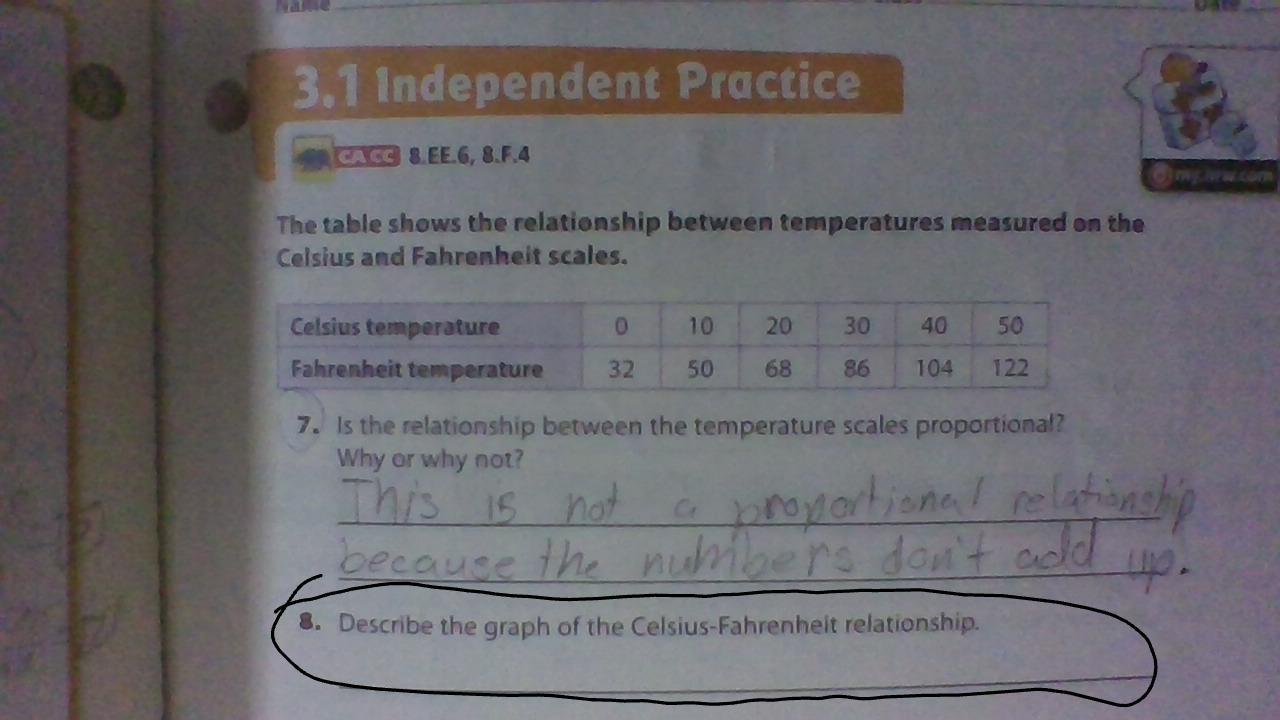 Name
Date
3.1 Independent Practice
CA CC 8.EE.6, 8.F.4
my.hrw.com
The table shows the relationship between temperatures measured on the
Celsius and Fahrenheit scales.
Celsius temperature 0 10 20 30 40 50
Fahrenheit temperature 32 50 68 86 104 122
7. Is the relationship between the temperature scales proportional?
Why or why not?
This is not a proportional relationship
because the numbers don't add up.
8. Describe the graph of the Celsius-Fahrenheit relationship.